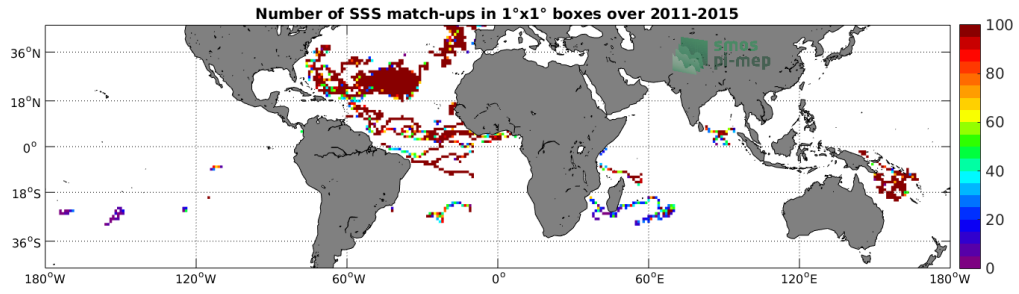 Number of SSS match-ups in 1°x1° boxes over 2011-2015
36°N
18°N
0°
18°S
36°S
180°W
120°W
60°W
0°
60°E
120°E
180°W
100
80
60
40
20
0
smos
pi-mep